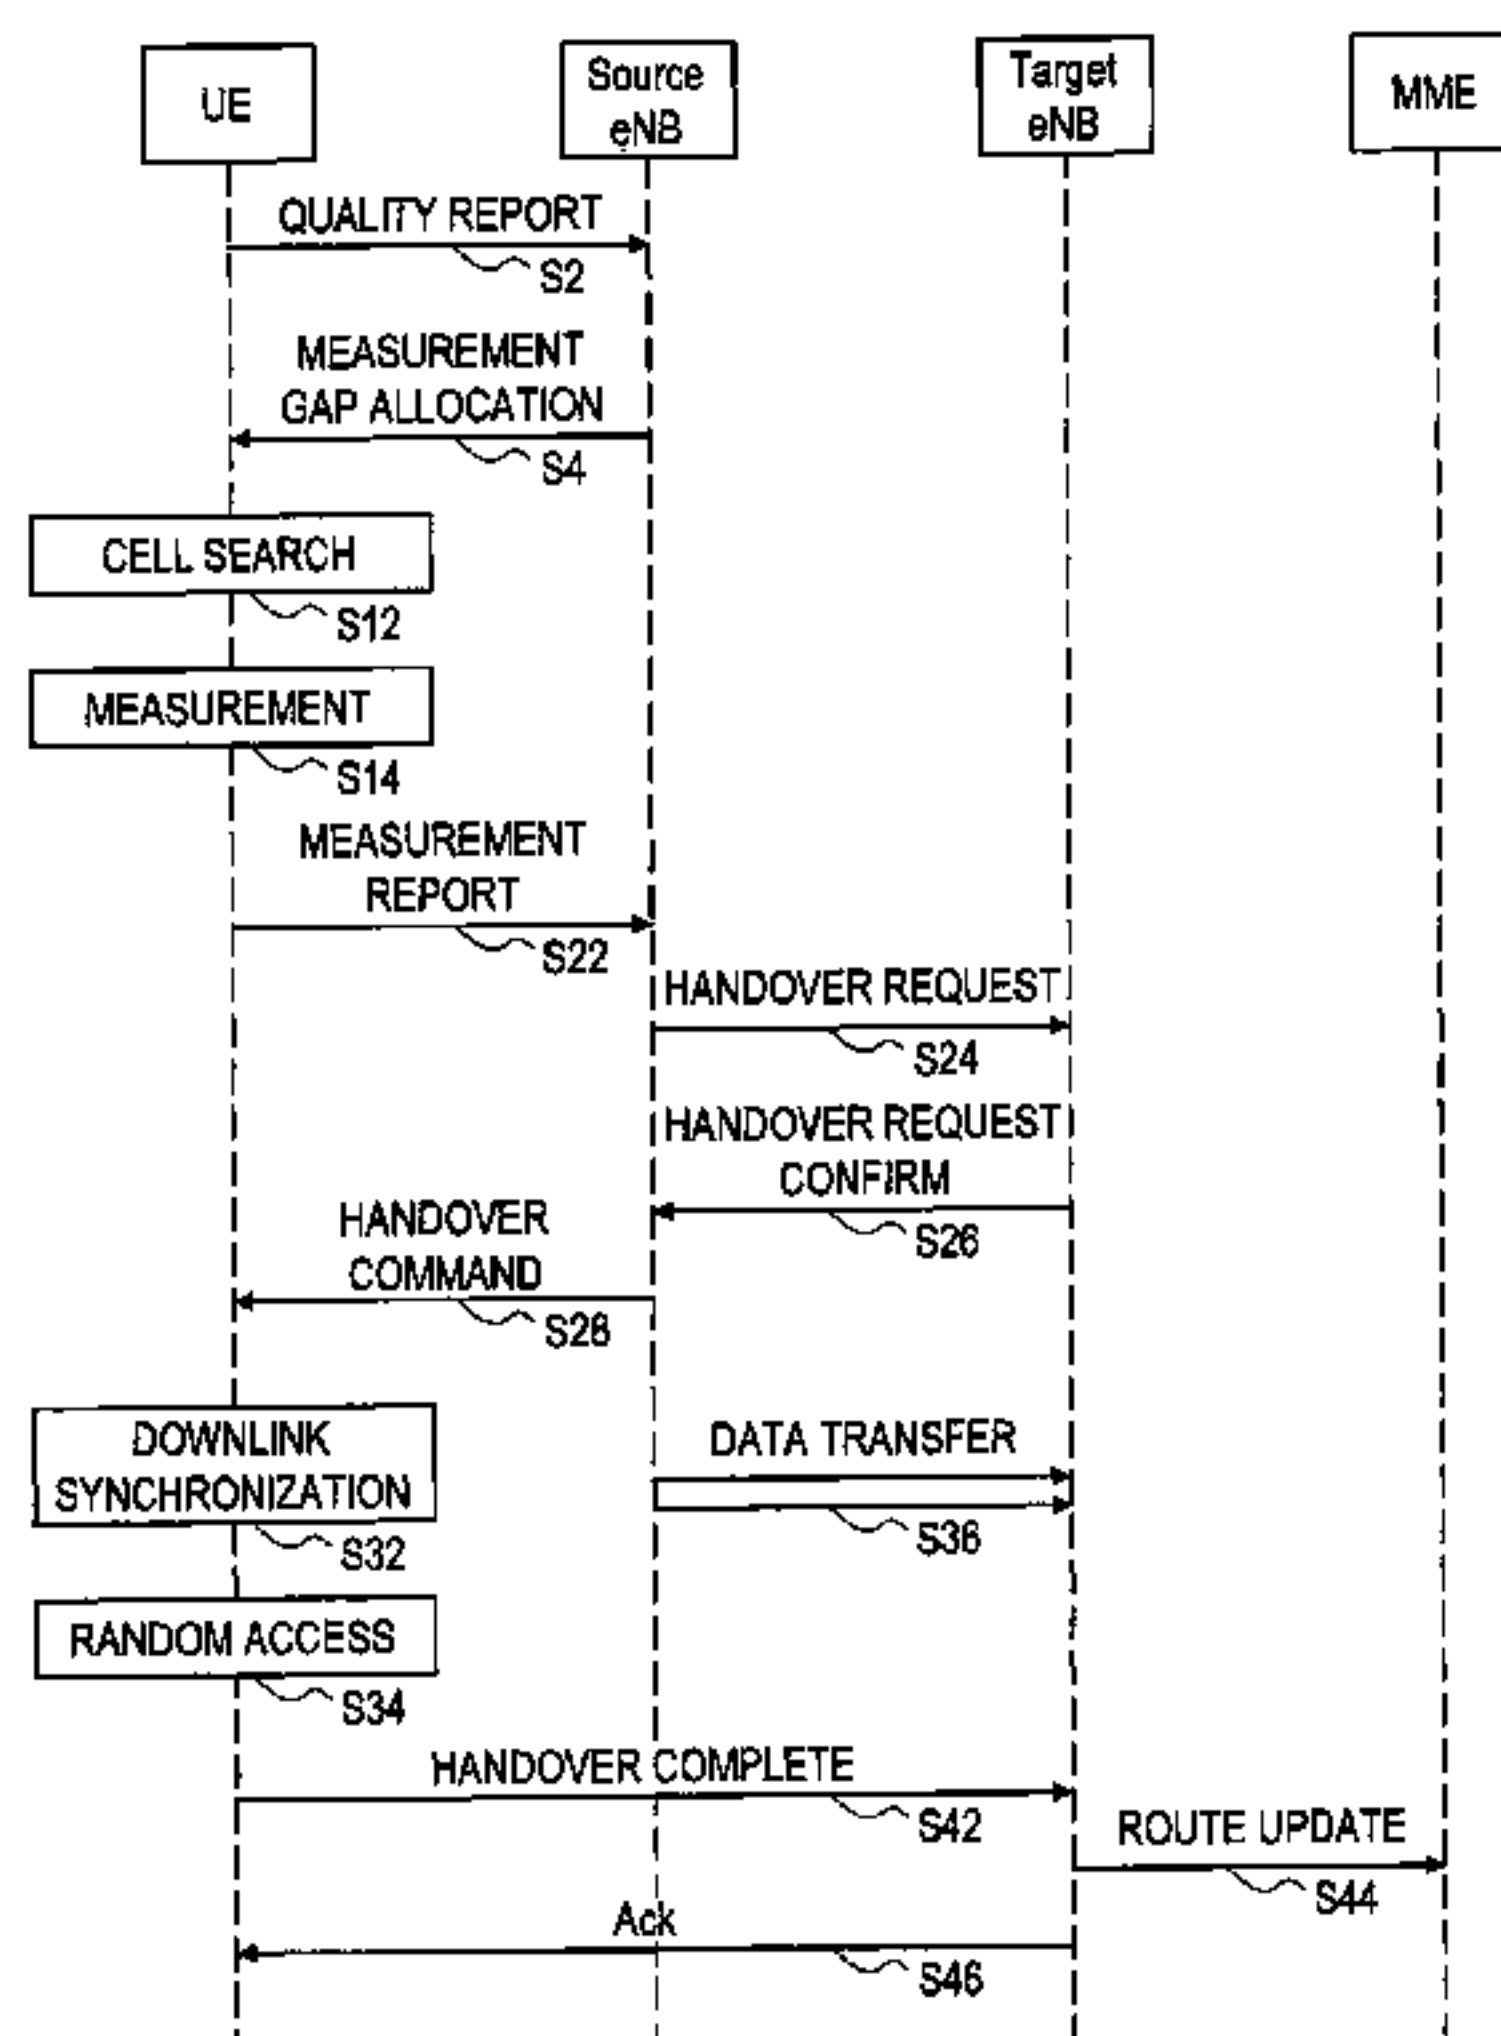 UE
Source
eNB
Target
eNB
MME
QUALITY REPORT
S2
MEASUREMENT
GAP ALLOCATION
S4
CELL SEARCH
S12
MEASUREMENT
S14
MEASUREMENT
REPORT
S22
HANDOVER REQUEST
S24
HANDOVER REQUEST
CONFIRM
S26
HANDOVER
COMMAND
S28
DOWNLINK
SYNCHRONIZATION
S32
DATA TRANSFER
S36
RANDOM ACCESS
S34
HANDOVER COMPLETE
S42
ROUTE UPDATE
S44
Ack
S46